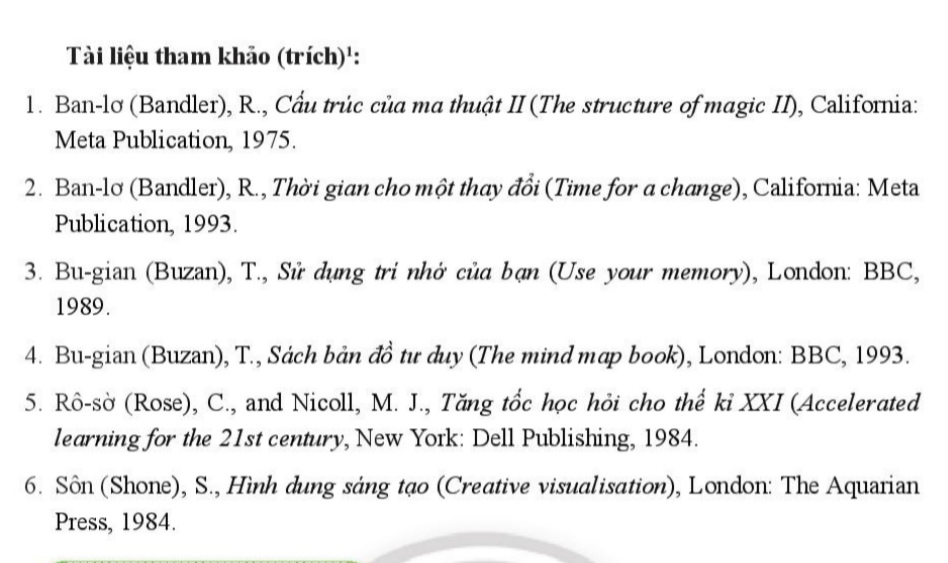 Tài liệu tham khảo (trích)¹:
1. Ban-lơ (Bandler), R., Cấu trúc của ma thuật II (The structure of magic II), California:
Meta Publication, 1975.
2. Ban-lơ (Bandler), R., Thời gian cho một thay đổi (Time for a change), California: Meta
Publication, 1993.
3. Bu-gian (Buzan), T., Sử dụng trí nhớ của bạn (Use your memory), London: BBC,
1989.
4. Bu-gian (Buzan), T., Sách bản đồ tư duy (The mind map book), London: BBC, 1993.
5. Rô-sờ (Rose), C., and Nicoll, M. J., Tăng tốc học hỏi cho thế kỉ XXI (Accelerated
learning for the 21st century, New York: Dell Publishing, 1984.
6. Sôn (Shone), S., Hình dung sáng tạo (Creative visualisation), London: The Aquarian
Press, 1984.